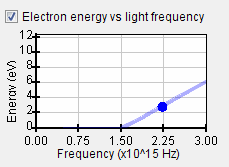 Electron energy vs light frequency
12
10
8
6
4
2
0
Energy (eV)
0.00 0.75 1.50 2.25 3.00
Frequency (x10^15 Hz)